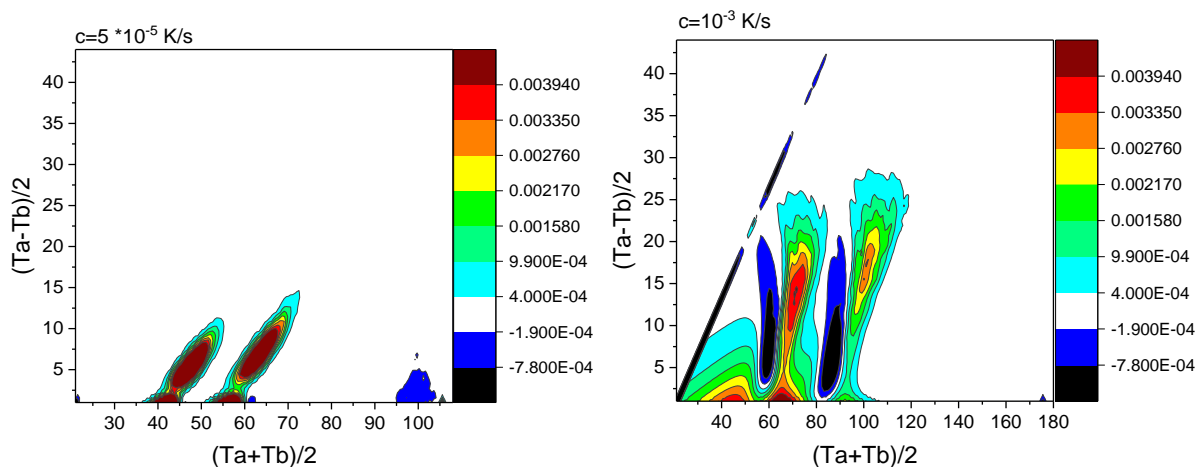 c=5 *10⁻⁵ K/s
40
35
30
25
20
15
10
5
(Ta-Tb)/2
30 40 50 60 70 80 90 100
(Ta+Tb)/2
0.003940
0.003350
0.002760
0.002170
0.001580
9.900E-04
4.000E-04
-1.900E-04
-7.800E-04
c=10⁻³ K/s
40
35
30
25
20
15
10
5
(Ta-Tb)/2
40 60 80 100 120 140 160 180
(Ta+Tb)/2
0.003940
0.003350
0.002760
0.002170
0.001580
9.900E-04
4.000E-04
-1.900E-04
-7.800E-04